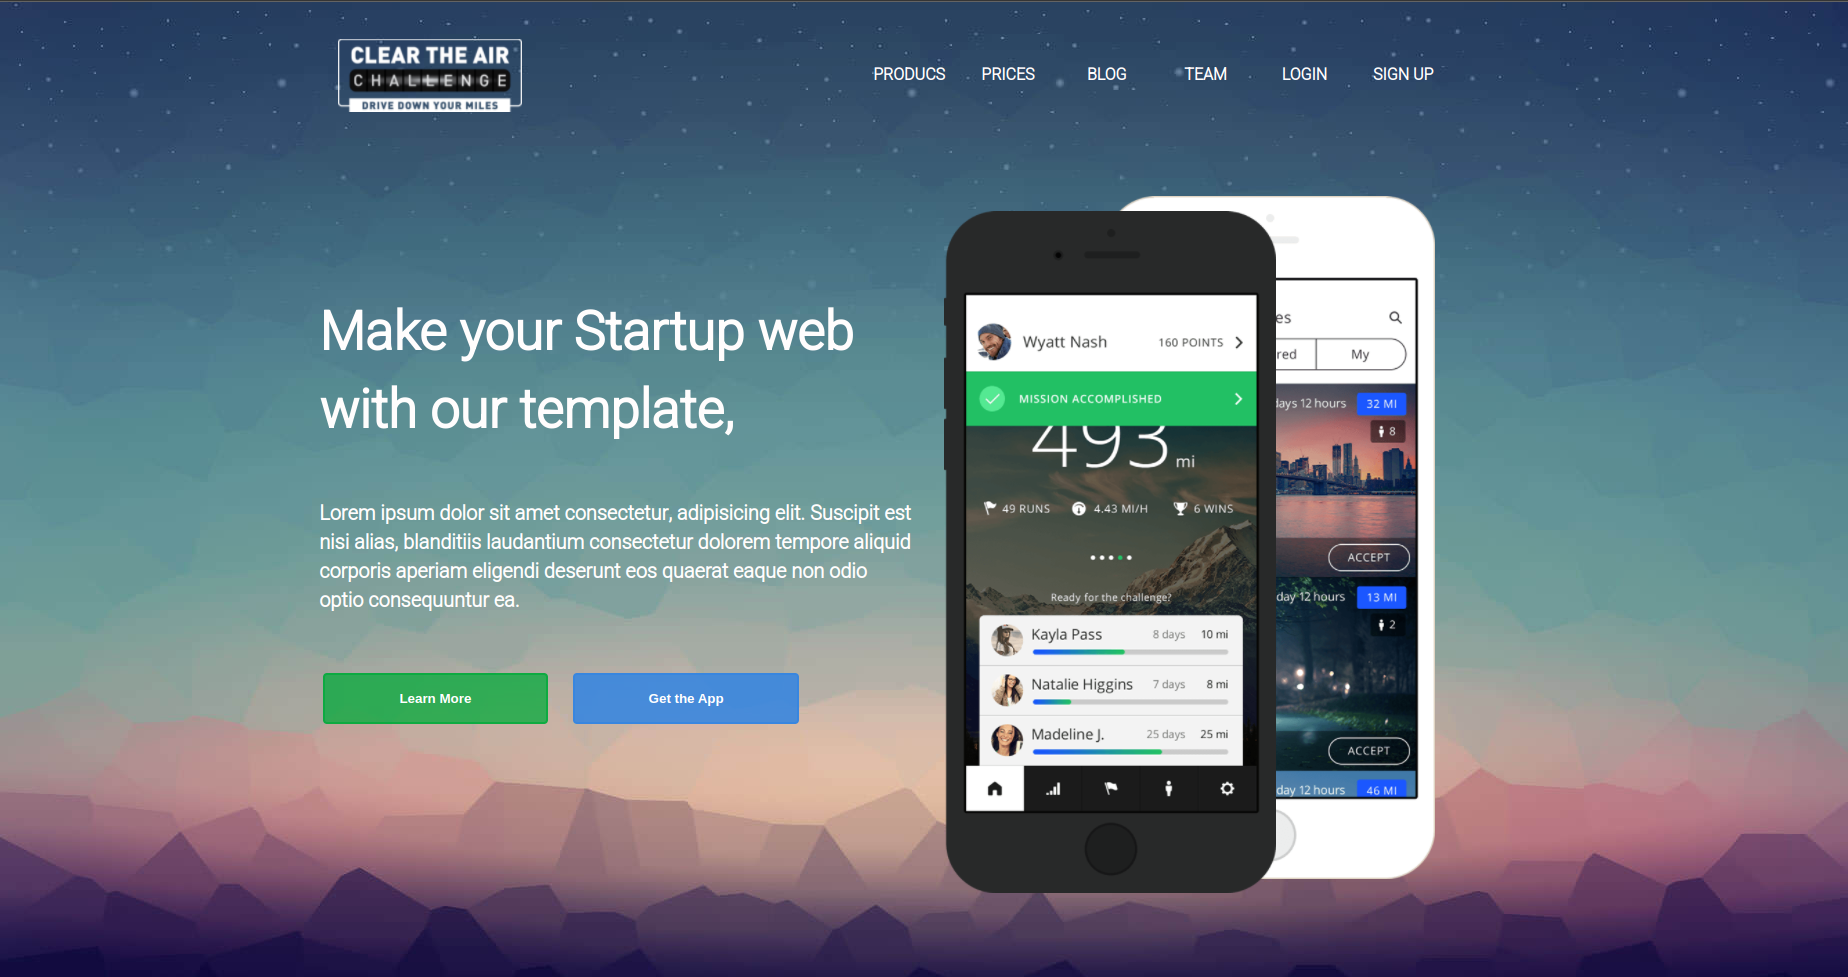 CLEAR THE AIR
CHALLENGE
DRIVE DOWN YOUR MILES
PRODUCS PRICES BLOG TEAM LOGIN SIGN UP
Make your Startup web
with our template,
Lorem ipsum dolor sit amet consectetur, adipisicing elit. Suscipit est
nisi alias, blanditiis laudantium consectetur dolorem tempore aliquid
corporis aperiam eligendi deserunt eos quaerat eaque non odio
optio consequuntur ea.
Learn More Get the App
Wyatt Nash 160 POINTS
MISSION ACCOMPLISHED
493 mi
49 RUNS 4.43 MI/H 6 WINS
Ready for the challenge?
Kayla Pass 8 days 10 mi
Natalie Higgins 7 days 8 mi
Madeline J. 25 days 25 mi
es
red My
days 12 hours 32 MI
8
ACCEPT
day 12 hours 13 MI
2
ACCEPT
day 12 hours 46 MI